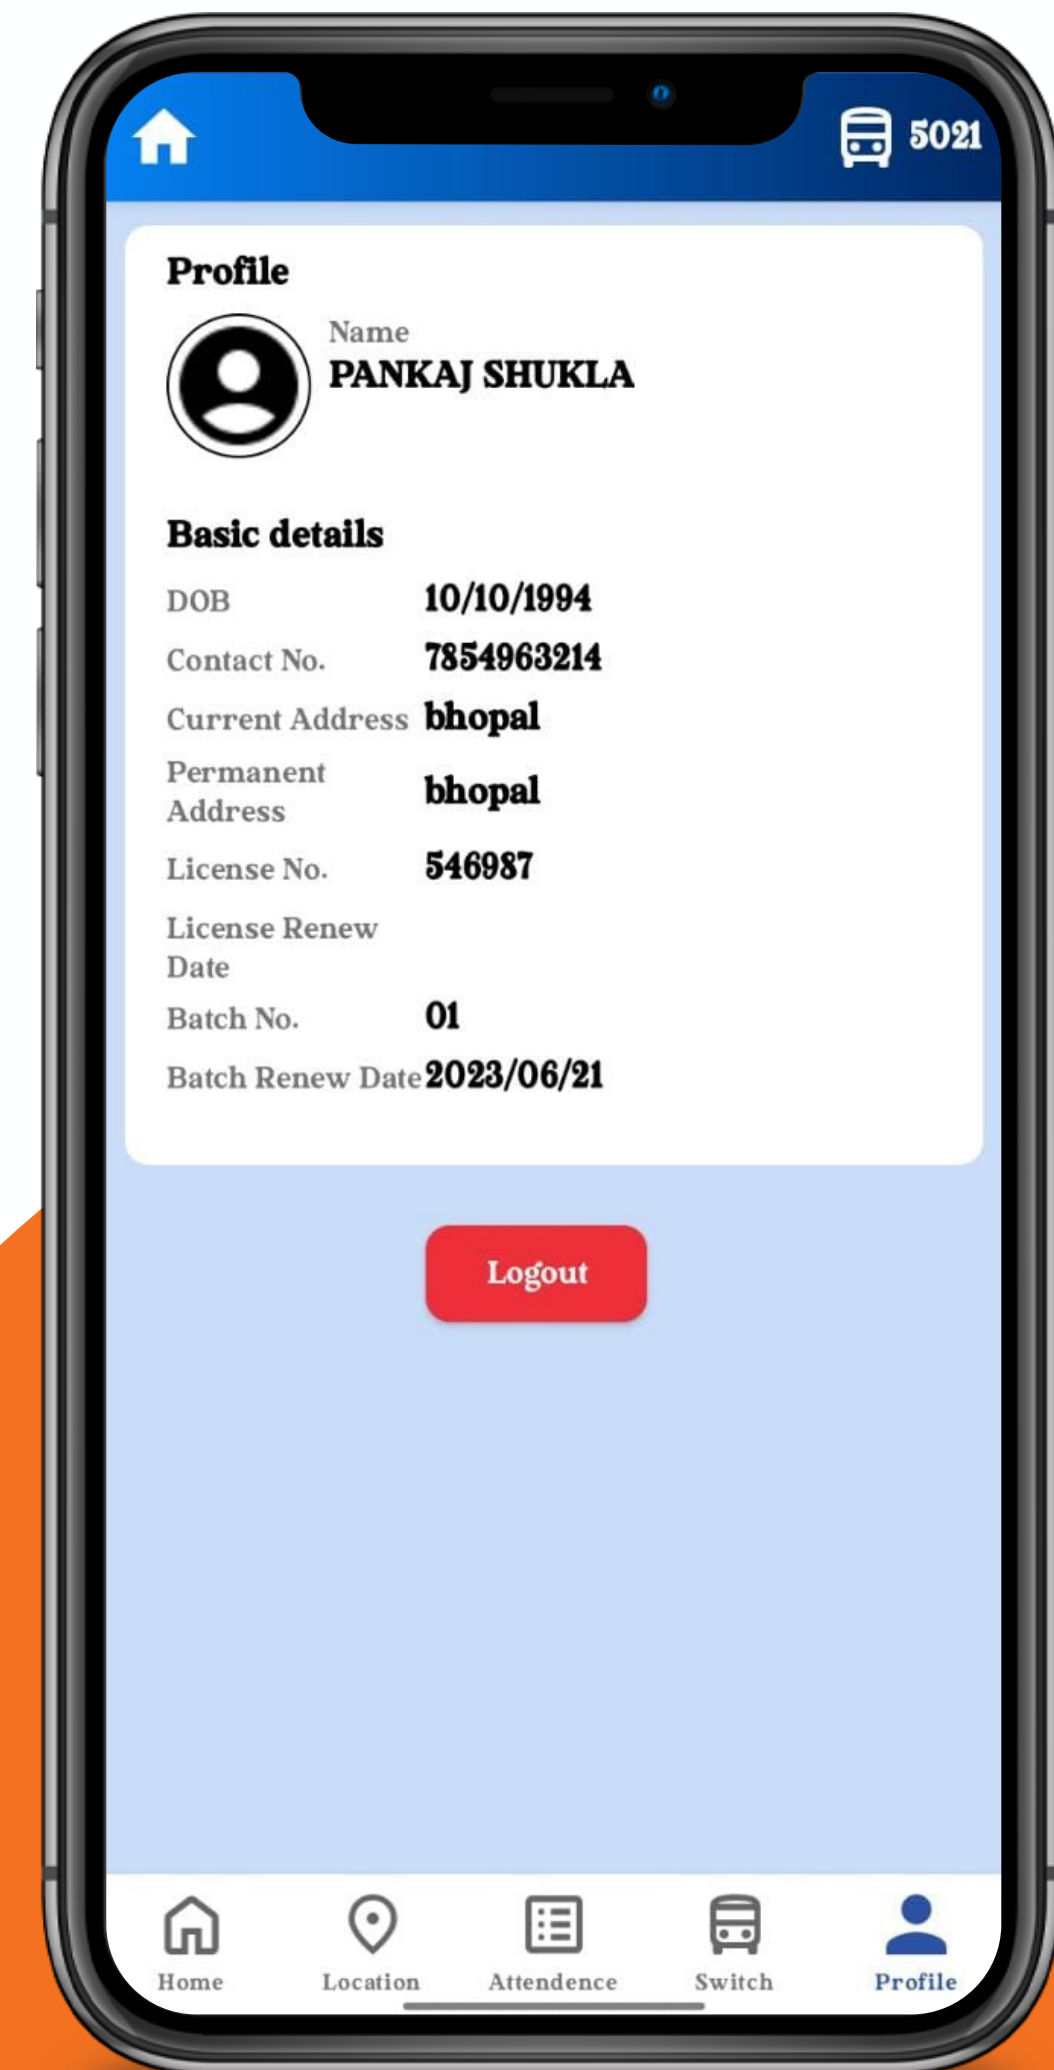 5021
Profile
Name
PANKAJ SHUKLA
Basic details
DOB 10/10/1994
Contact No. 7854963214
Current Address bhopal
Permanent
Address bhopal
License No. 546987
License Renew
Date
Batch No. 01
Batch Renew Date 2023/06/21
Logout
Home Location Attendence Switch Profile